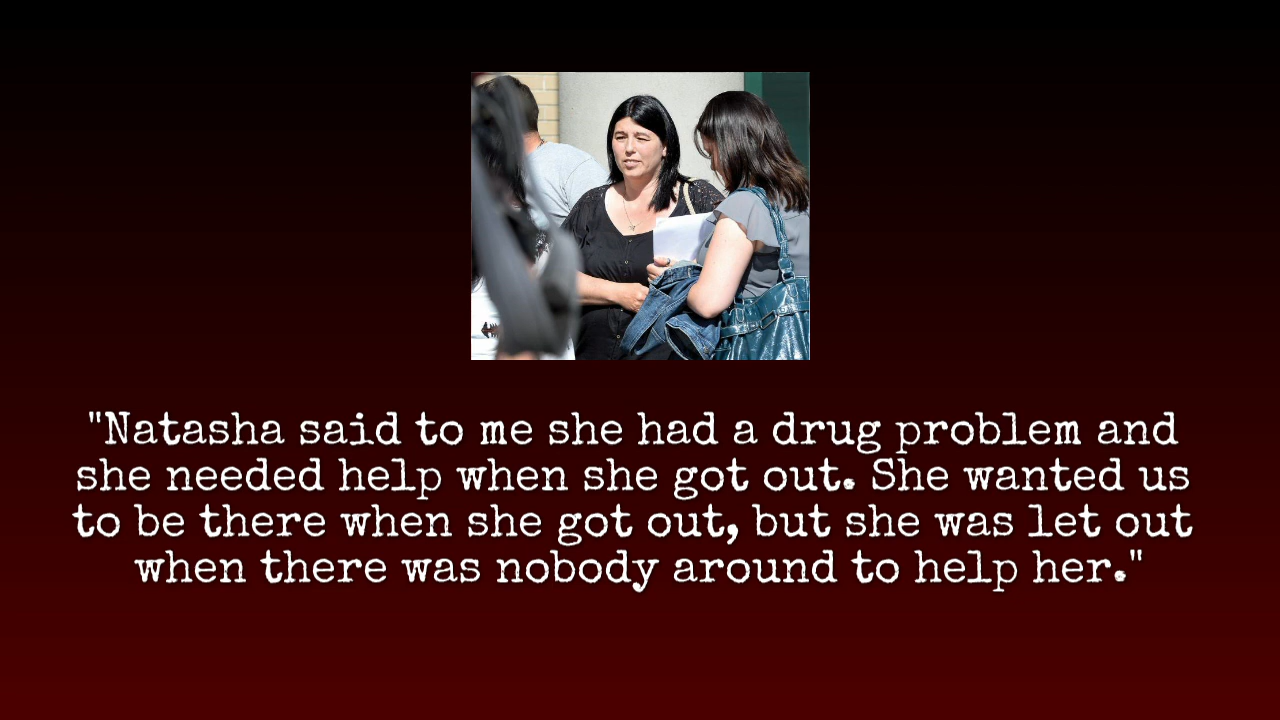 "Natasha said to me she had a drug problem and
she needed help when she got out. She wanted us
to be there when she got out, but she was let out
when there was nobody around to help her."